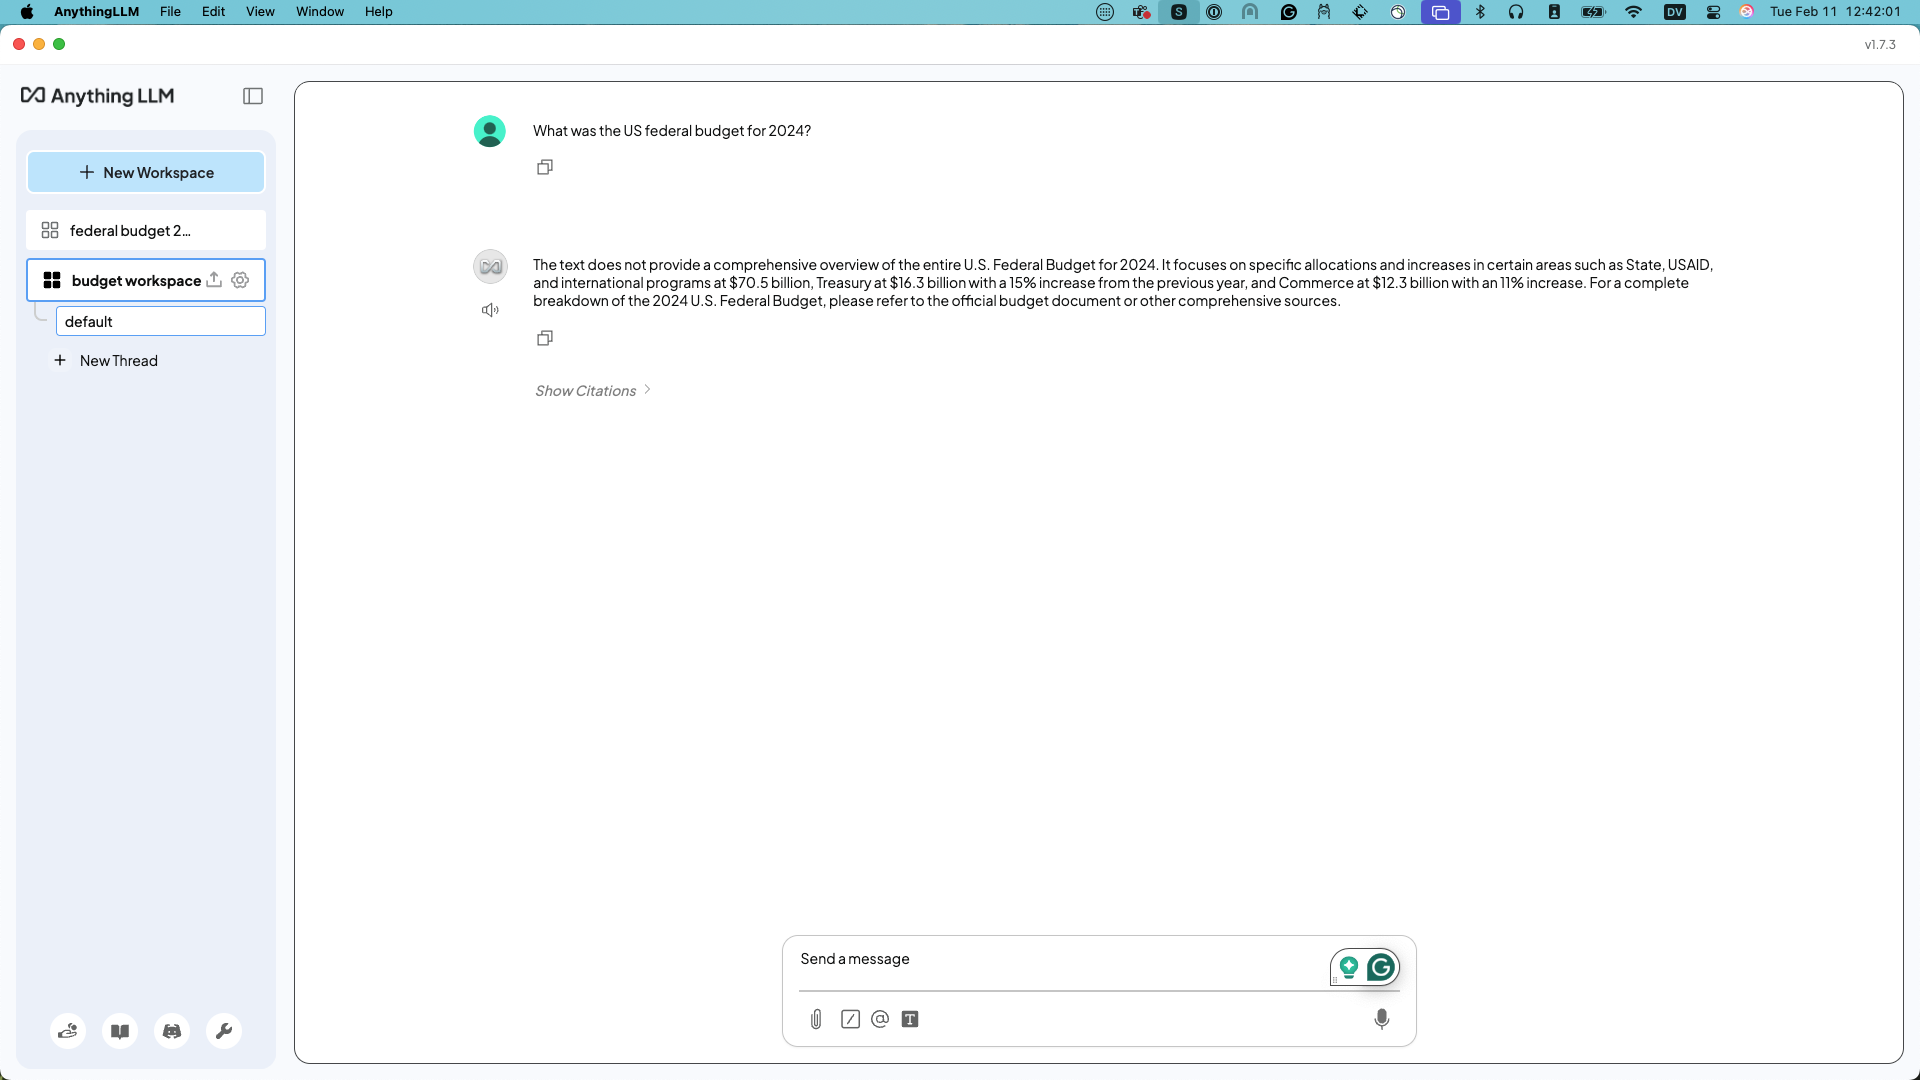 AnythingLLM File Edit View Window Help DV Tue Feb 11 12:42:01
v1.7.3
Anything LLM
New Workspace
federal budget 2...
budget workspace
default
New Thread
What was the US federal budget for 2024?
The text does not provide a comprehensive overview of the entire U.S. Federal Budget for 2024. It focuses on specific allocations and increases in certain areas such as State, USAID,
and international programs at $70.5 billion, Treasury at $16.3 billion with a 15% increase from the previous year, and Commerce at $12.3 billion with an 11% increase. For a complete
breakdown of the 2024 U.S. Federal Budget, please refer to the official budget document or other comprehensive sources.
Show Citations
Send a message